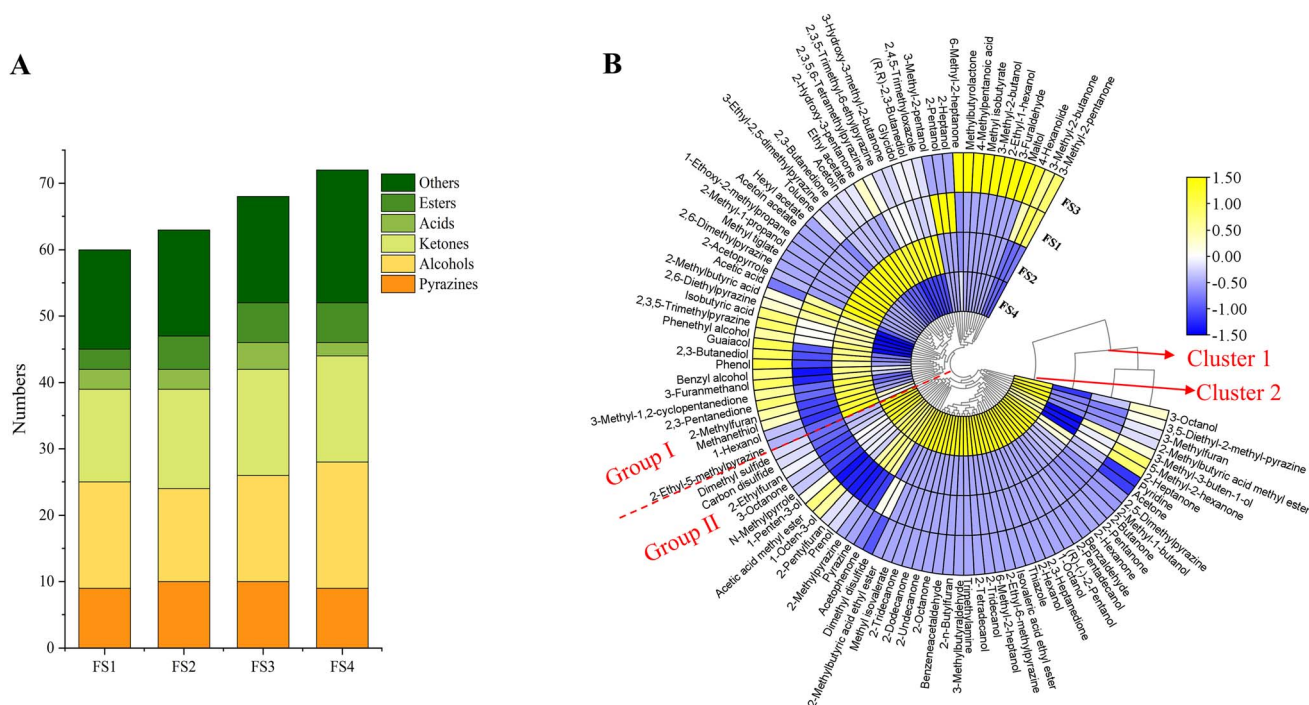 A
Numbers
70
60
50
40
30
20
10
0
FS1
FS2
FS3
FS4
Others
Esters
Acids
Ketones
Alcohols
Pyrazines
B
3-Methyl-2-pentanone
3-Methyl-2-butanone
4-Hexanolide
Maltol
3-Furaldehyde
2-Ethyl-1-hexanol
3-Methyl-2-butanol
Methyl isobutyrate
4-Methylpentanoic acid
Methylbutyrolactone
6-Methyl-2-heptanone
2-Heptanol
2-Pentanol
3-Methyl-2-pentanol
2,4,5-Trimethyloxazole
(R,R)-2,3-Butanediol
Glycidol
3-Hydroxy-3-methyl-2-butanone
2,3,5-Trimethyl-6-ethylpyrazine
2,3,5,6-Tetramethylpyrazine
2-Hydroxy-3-pentanone
Ethyl acetate
Acetoin
2,3-Butanedione
3-Ethyl-2,5-dimethylpyrazine
Toluene
Hexyl acetate
Acetoin acetate
1-Ethoxy-2-methylpropane
2-Methyl-1-propanol
Methyl tiglate
2,6-Dimethylpyrazine
2-Acetopyrrole
Acetic acid
2-Methylbutyric acid
2,6-Diethylpyrazine
Isobutyric acid
2,3,5-Trimethylpyrazine
Phenethyl alcohol
Guaiacol
2,3-Butanediol
Phenol
Benzyl alcohol
3-Furanmethanol
3-Methyl-1,2-cyclopentanedione
2,3-Pentanedione
2-Methylfuran
Methanethiol
1-Hexanol
2-Ethyl-5-methylpyrazine
Dimethyl sulfide
Carbon disulfide
2-Ethylfuran
3-Octanone
N-Methylpyrrole
1-Penten-3-ol
Acetic acid methyl ester
1-Octen-3-ol
2-Pentylfuran
Prenol
2-Methylpyrazine
Pyrazine
Acetophenone
Dimethyl disulfide
2-Methylbutyric acid ethyl ester
Methyl isovalerate
2-Tridecanone
2-Dodecanone
2-Undecanone
2-Octanone
Benzeneacetaldehyde
2-n-Butylfuran
3-Methylbutyraldehyde
Trimethylamine
2-Tetradecanol
2-Tridecanol
6-Methyl-2-heptanol
2-Ethyl-6-methylpyrazine
Isovaleric acid ethyl ester
Thiazole
2-Hexanol
2,3-Heptanedione
1-Octanol
(R)-(-)-2-Pentanol
2-Pentadecanol
Benzaldehyde
2-Hexanone
2-Pentanone
2-Butanone
2-Methyl-1-butanol
2,5-Dimethylpyrazine
Acetone
Pyridine
2-Heptanone
5-Methyl-2-hexanone
3-Methyl-3-buten-1-ol
2-Methylbutyric acid methyl ester
3-Methylfuran
3,5-Diethyl-2-methyl-pyrazine
3-Octanol
FS3
FS1
FS2
FS4
1.50
1.00
0.50
0.00
-0.50
-1.00
-1.50
Cluster 1
Cluster 2
Group I
Group II